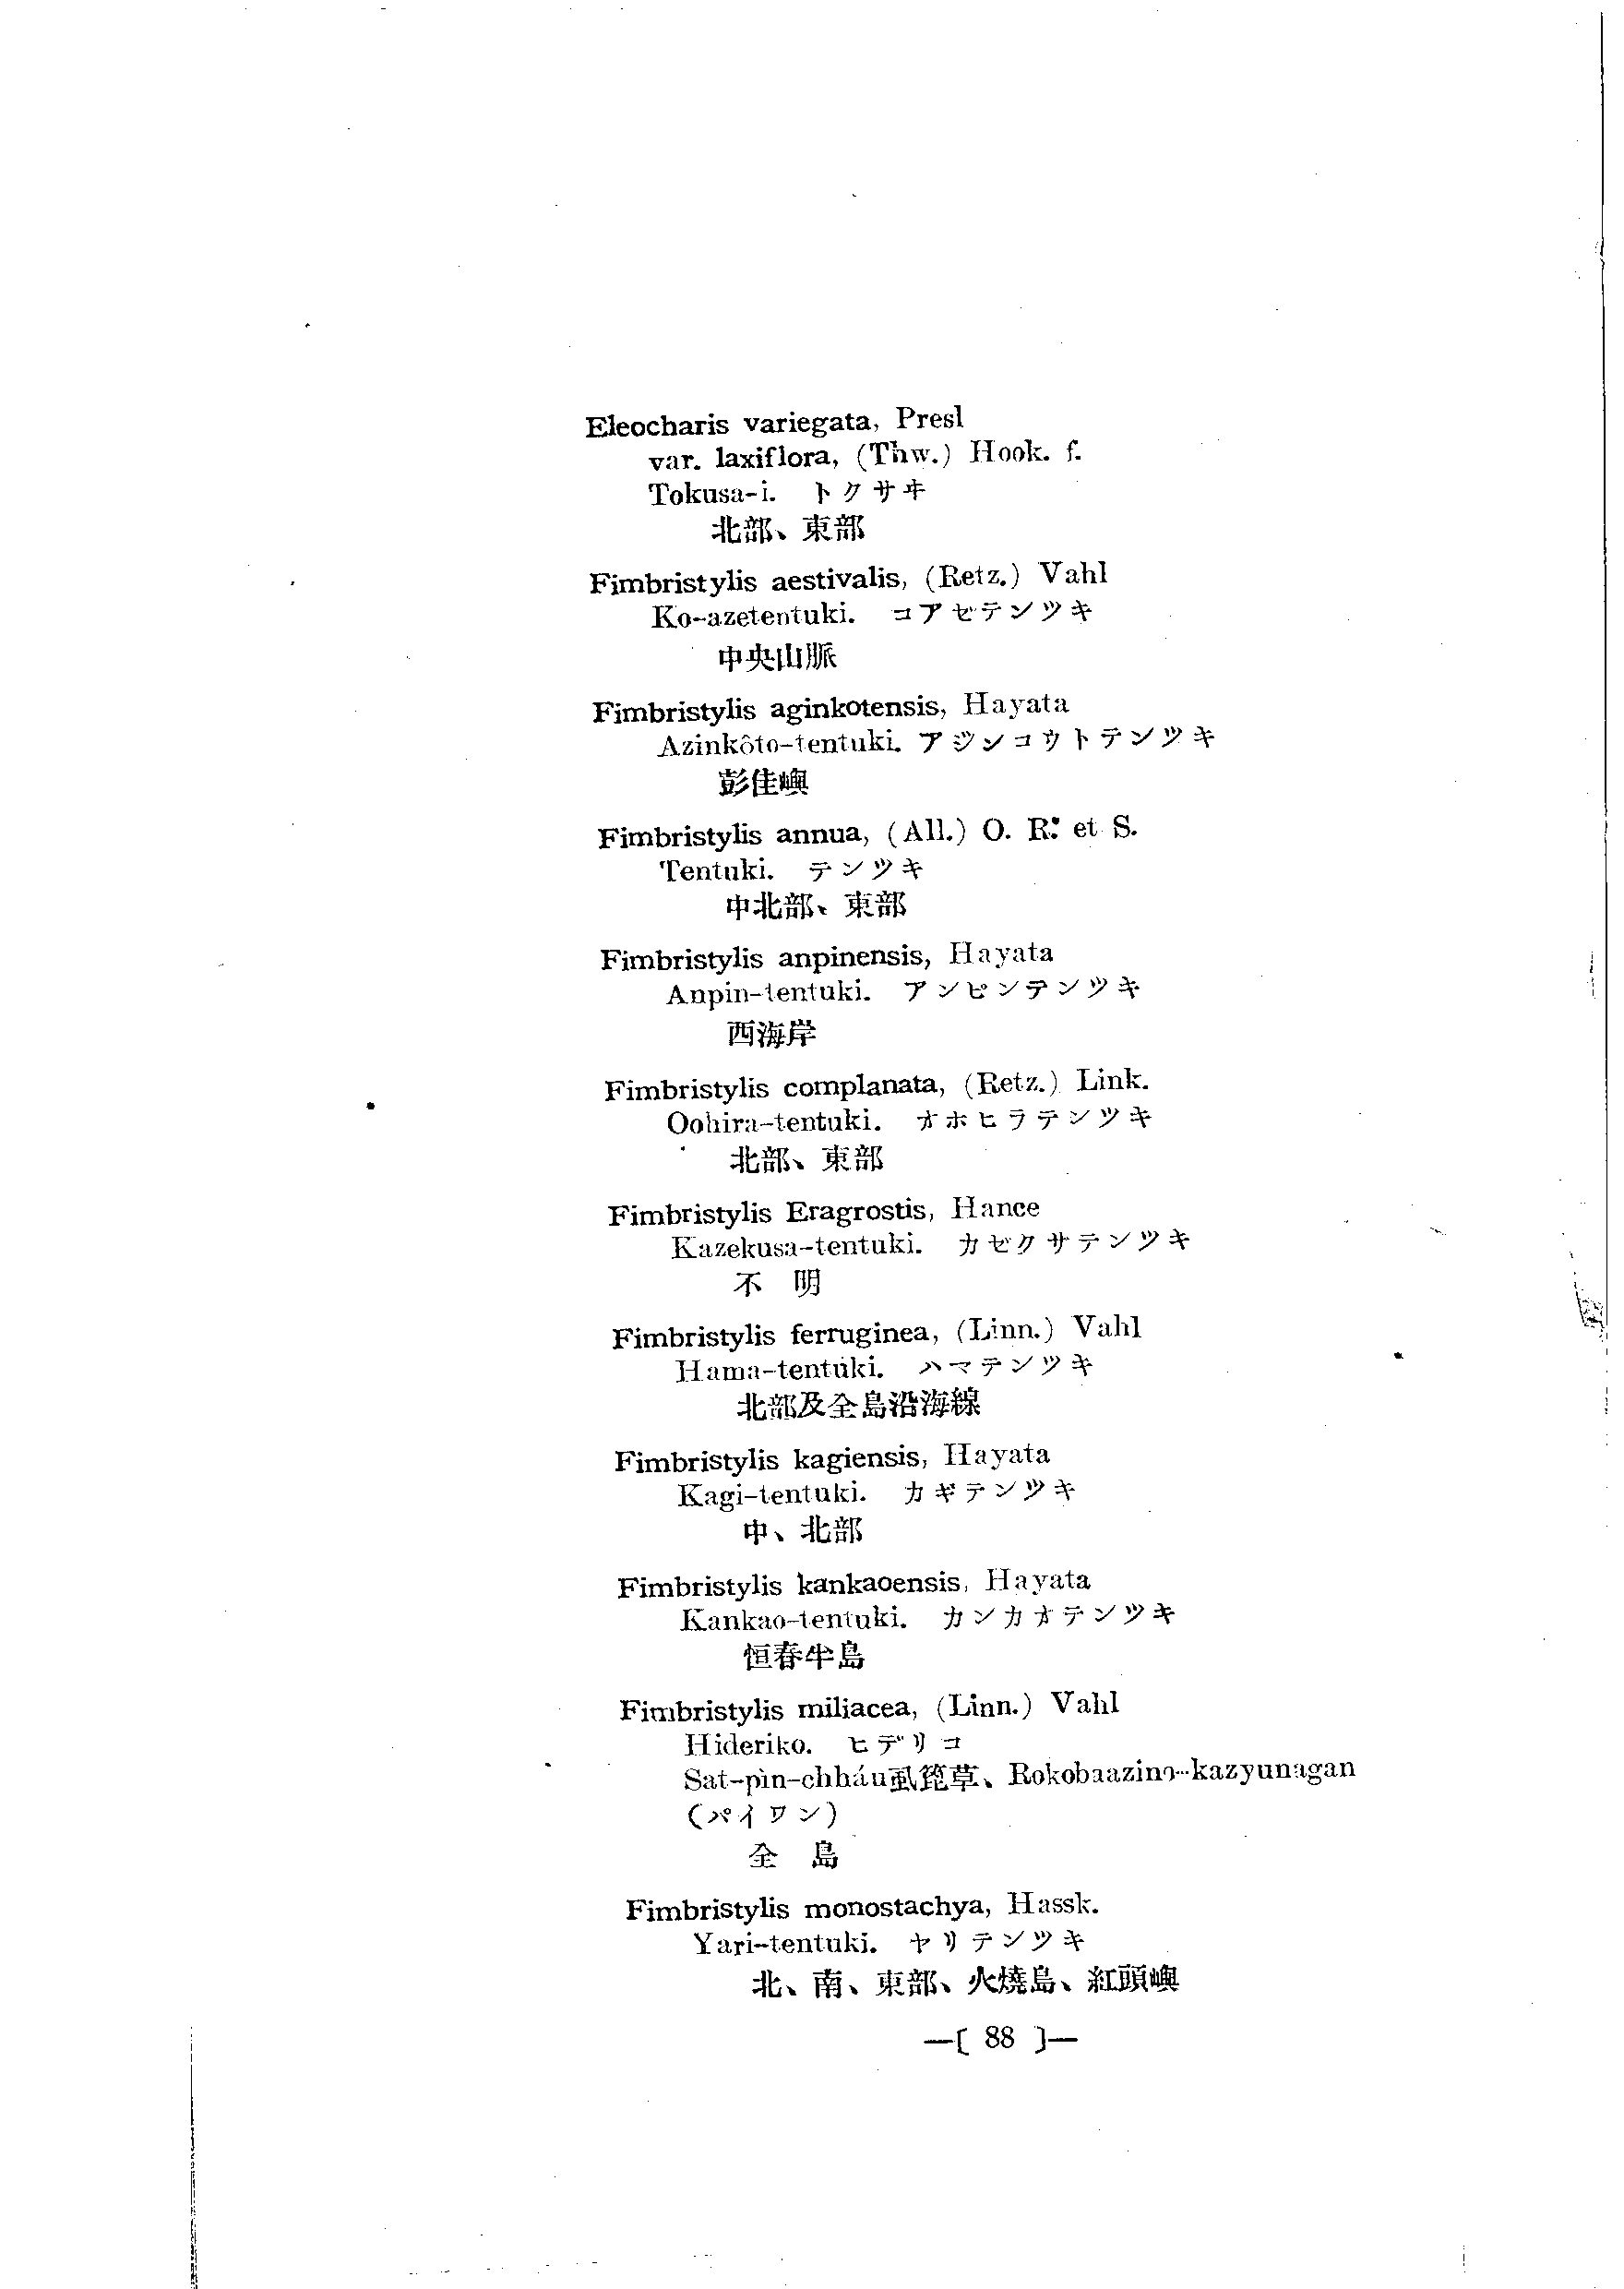 Eleocharis variegata, Presl
var. laxiflora, (Thw.) Hook. f.
Tokusa-i. トクサヰ
北部、東部
Fimbristylis aestivalis, (Retz.) Vahl
Ko-azetentuki. コアゼテンツキ
中央山脈
Fimbristylis aginkotensis, Hayata
Azinkôto-tentuki. アジンコウトテンツキ
彭佳嶼
Fimbristylis annua, (All.) O. R. et S.
Tentuki. テンツキ
中北部、東部
Fimbristylis anpinensis, Hayata
Anpin-tentuki. アンピンテンツキ
西海岸
Fimbristylis complanata, (Retz.) Link.
Oohira-tentuki. オホヒラテンツキ
北部、東部
Fimbristylis Eragrostis, Hance
Kazekusa-tentuki. カゼクサテンツキ
不 明
Fimbristylis ferruginea, (Linn.) Vahl
Hama-tentuki. ハマテンツキ
北部及全島沿海線
Fimbristylis kagiensis, Hayata
Kagi-tentuki. カギテンツキ
中、北部
Fimbristylis kankaoensis, Hayata
Kankao-tentuki. カンカオテンツキ
恒春半島
Fimbristylis miliacea, (Linn.) Vahl
Hideriko. ヒデリコ
Sat-pìn-chháu虱篦草、
(パイワン)
全 島
Fimbristylis monostachya, Hassk.
Yari-tentuki. ヤリテンツキ
北、南、東部、火燒島、紅頭嶼
—[ 88 ]—